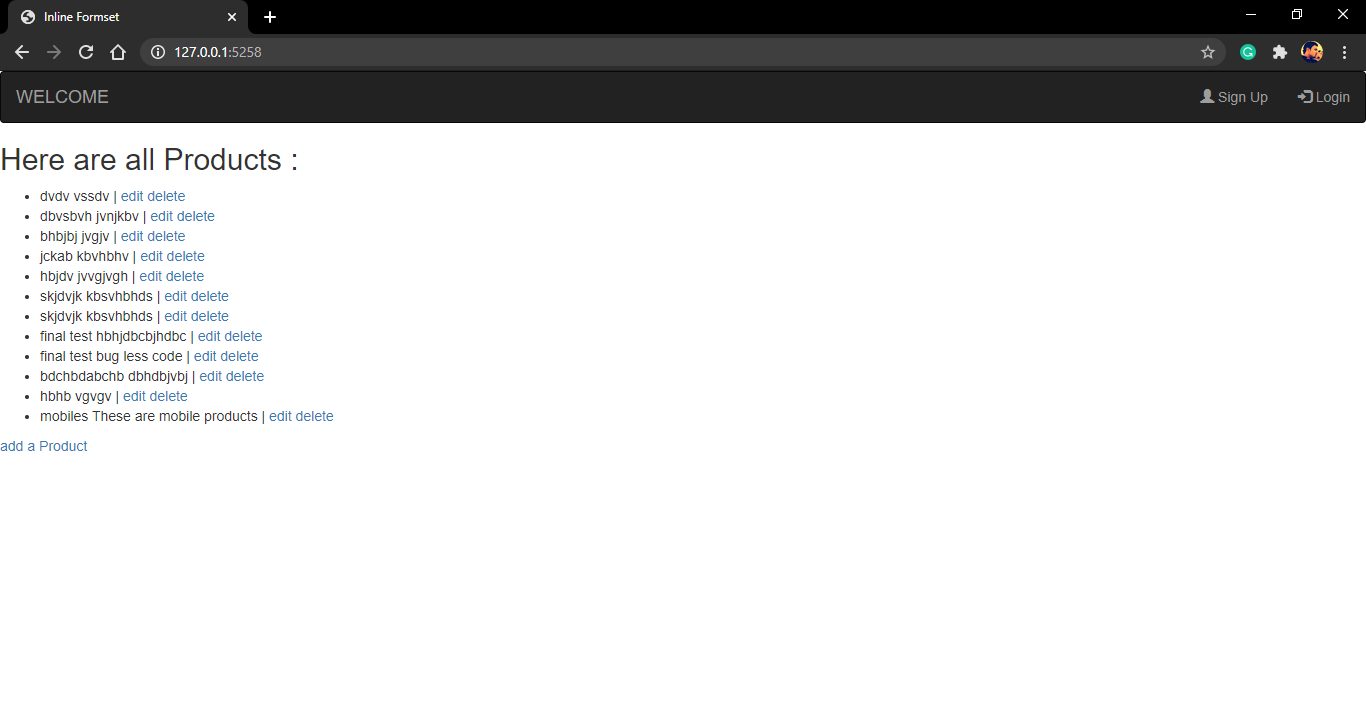 Inline Formset
127.0.0.1:5258
WELCOME Sign Up Login
Here are all Products :
dvdv vssdv | edit delete
dbvsbvh jvnjkbv | edit delete
bhbjbj jvgjv | edit delete
jckab kbvhbhv | edit delete
hbjdv jvvgjvgh | edit delete
skjdvjk kbsvhbhds | edit delete
skjdvjk kbsvhbhds | edit delete
final test hbhjdbcbjhdbc | edit delete
final test bug less code | edit delete
bdchbdabchb dbhdbjvbj | edit delete
hbhb vgvgv | edit delete
mobiles These are mobile products | edit delete
add a Product